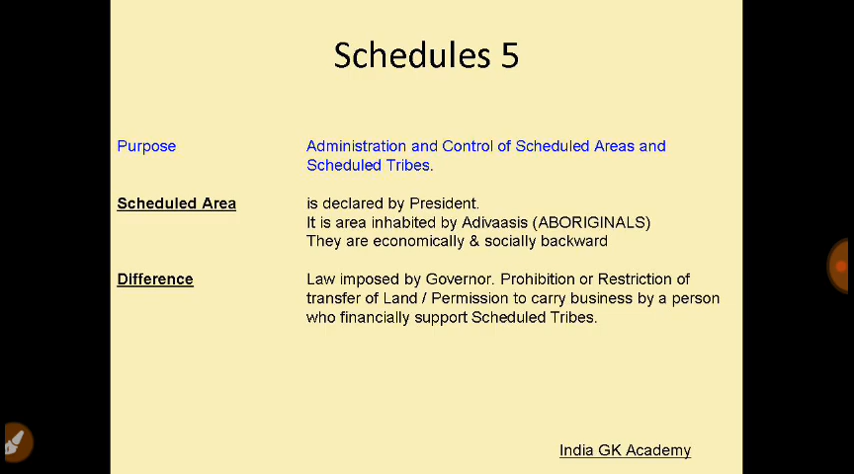 Schedules 5
Purpose Administration and Control of Scheduled Areas and
Scheduled Tribes.
Scheduled Area is declared by President.
It is area inhabited by Adivaasis (ABORIGINALS)
They are economically & socially backward
Difference Law imposed by Governor. Prohibition or Restriction of
transfer of Land / Permission to carry business by a person
who financially support Scheduled Tribes.
India GK Academy